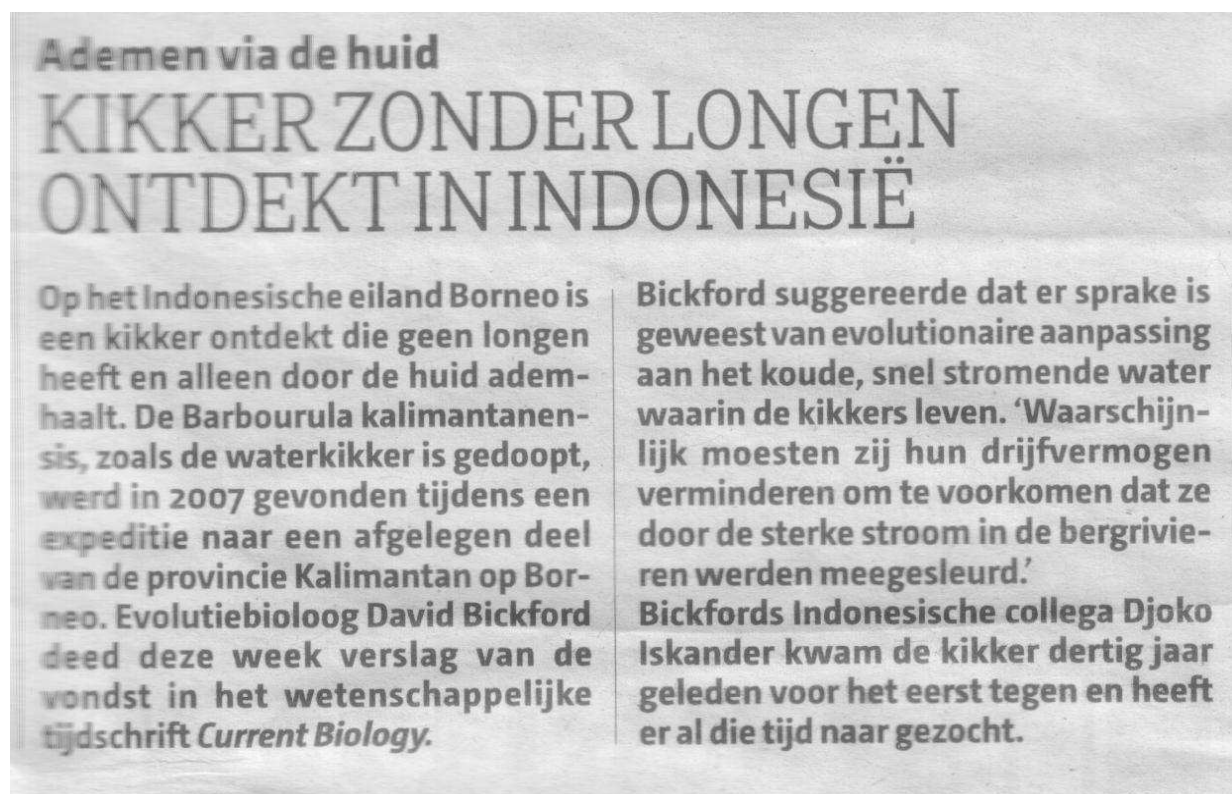 Ademen via de huid
KIKKER ZONDER LONGEN
ONTDEKT IN INDONESIË
Op het Indonesische eiland Borneo is
een kikker ontdekt die geen longen
heeft en alleen door de huid adem-
haalt. De Barbourula kalimantanen-
sis, zoals de waterkikker is gedoopt,
werd in 2007 gevonden tijdens een
expeditie naar een afgelegen deel
van de provincie Kalimantan op Bor-
neo. Evolutiebioloog David Bickford
deed deze week verslag van de
vondst in het wetenschappelijke
tijdschrift Current Biology.
Bickford suggereerde dat er sprake is
geweest van evolutionaire aanpassing
aan het koude, snel stromende water
waarin de kikkers leven. ‘Waarschijn-
lijk moesten zij hun drijfvermogen
verminderen om te voorkomen dat ze
door de sterke stroom in de bergrivie-
ren werden meegesleurd.’
Bickfords Indonesische collega Djoko
Iskander kwam de kikker dertig jaar
geleden voor het eerst tegen en heeft
er al die tijd naar gezocht.